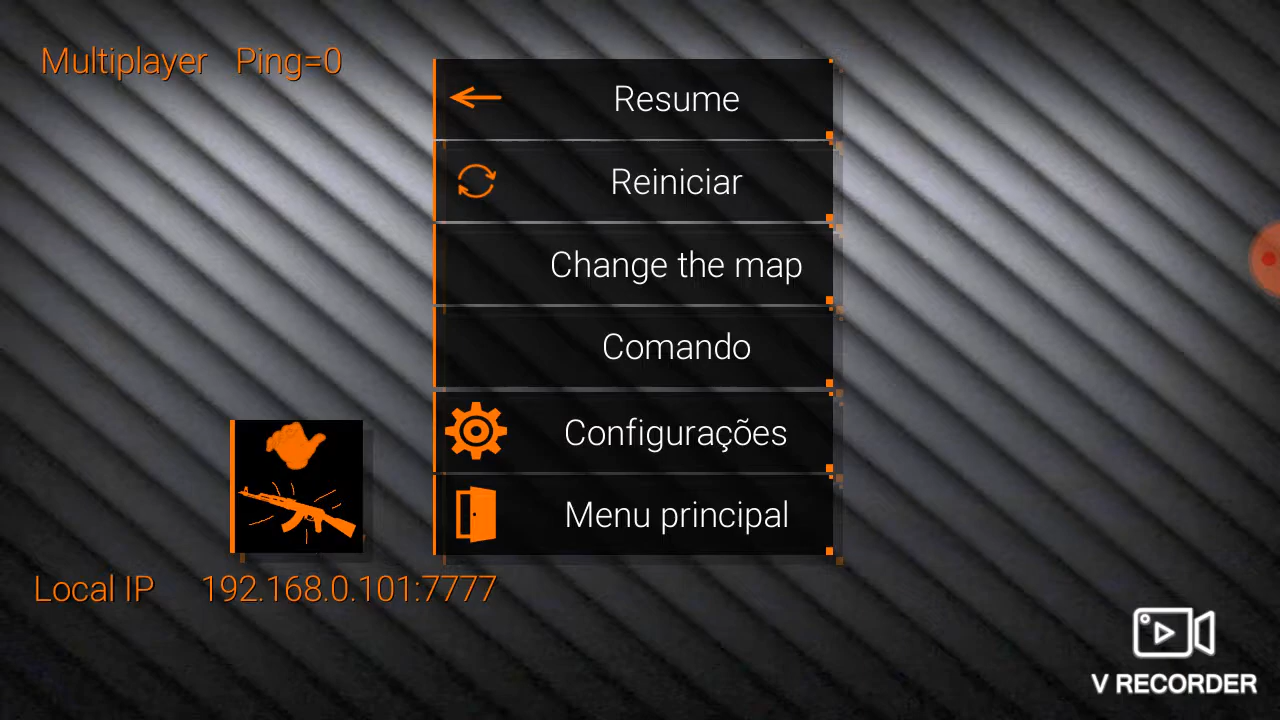 Multiplayer Ping=0
Resume
Reiniciar
Change the map
Comando
Configurações
Menu principal
Local IP 192.168.0.101:7777
V RECORDER